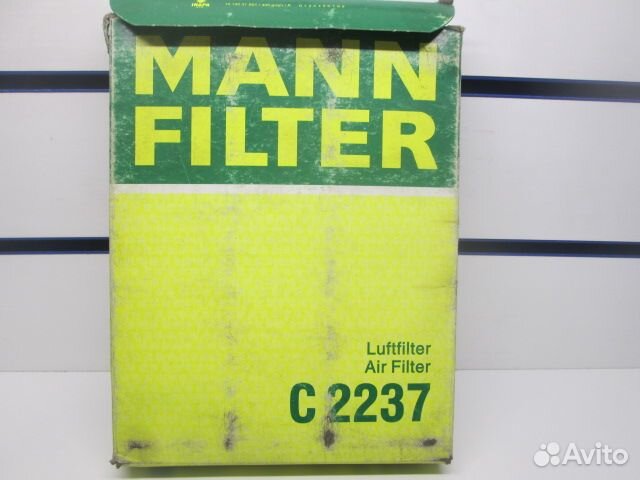 MANN
FILTER
Luftfilter
Air Filter
C 2237
Avito